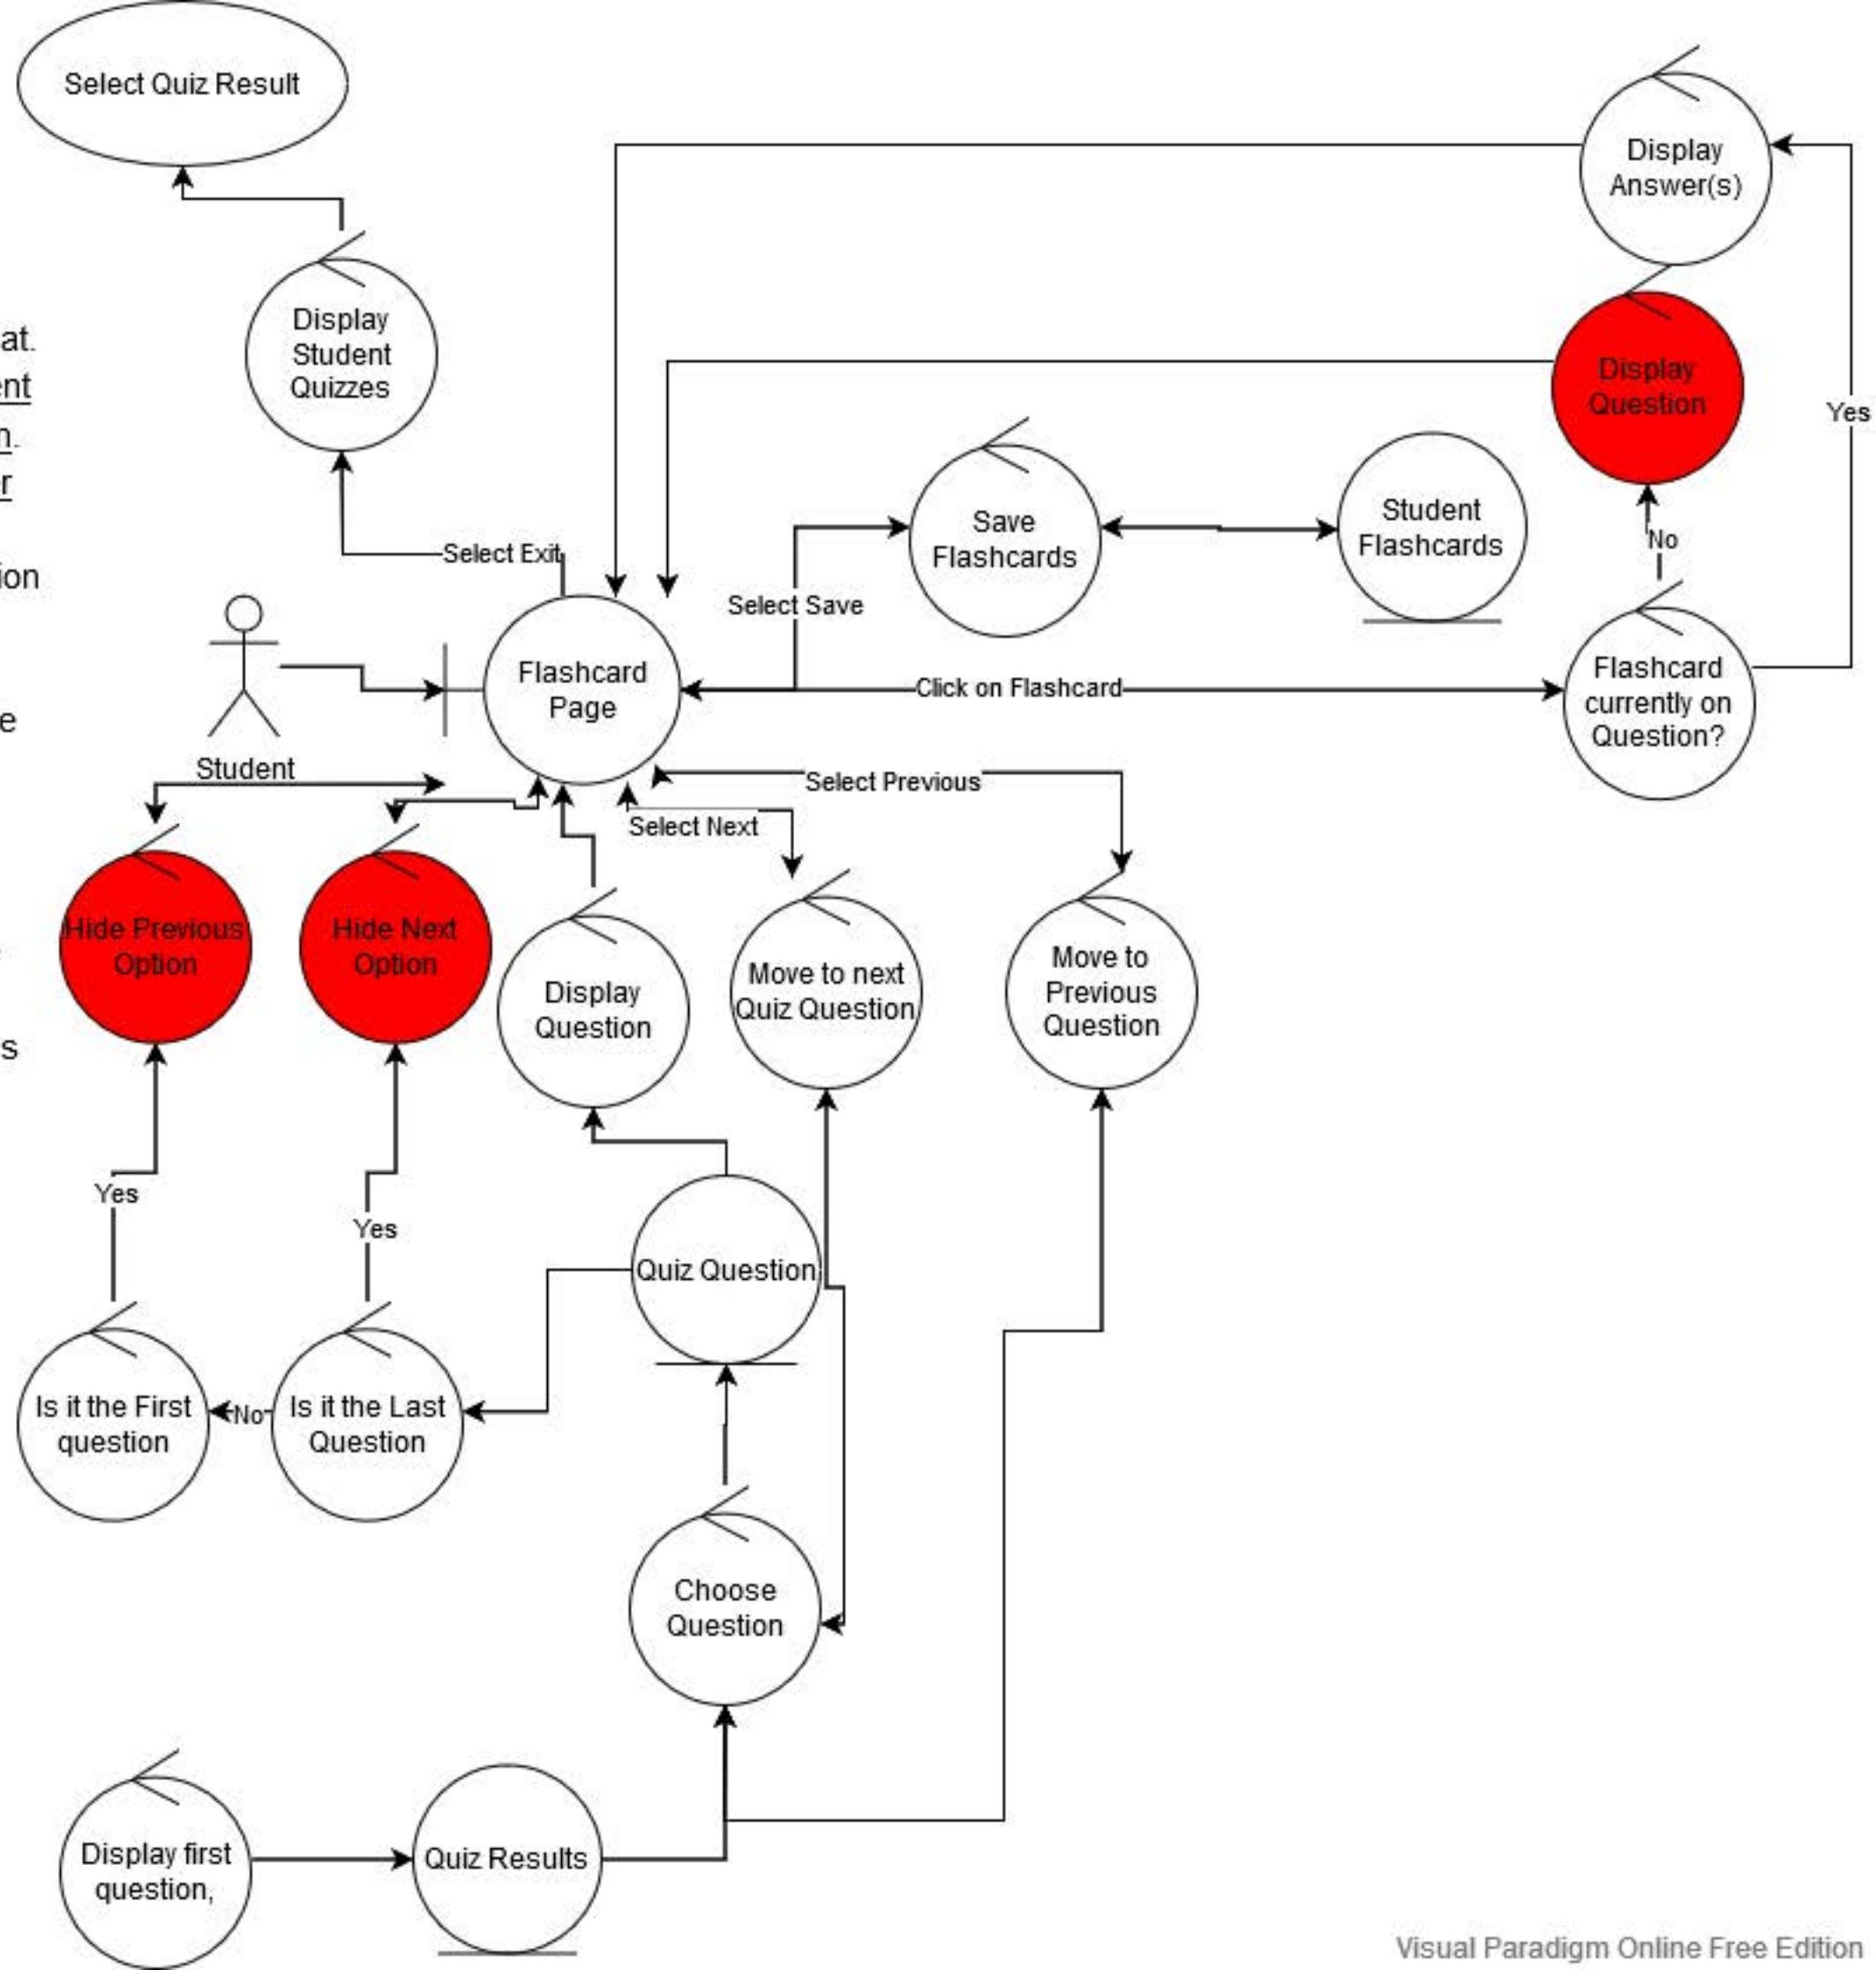 Select Quiz Result
Display
Answer(s)
Display
Student
Quizzes
at.
ent
n.
er
ion
e
s
Display
Question
Yes
Save
Flashcards
Student
Flashcards
No
Select Exit
Select Save
Flashcard
Page
Click on Flashcard
Flashcard
currently on
Question?
Student
Select Previous
Select Next
Hide Previous
Option
Hide Next
Option
Display
Question
Move to next
Quiz Question
Move to
Previous
Question
Yes
Yes
Quiz Question
Is it the First
question
No
Is it the Last
Question
Choose
Question
Display first
question,
Quiz Results
Visual Paradigm Online Free Edition